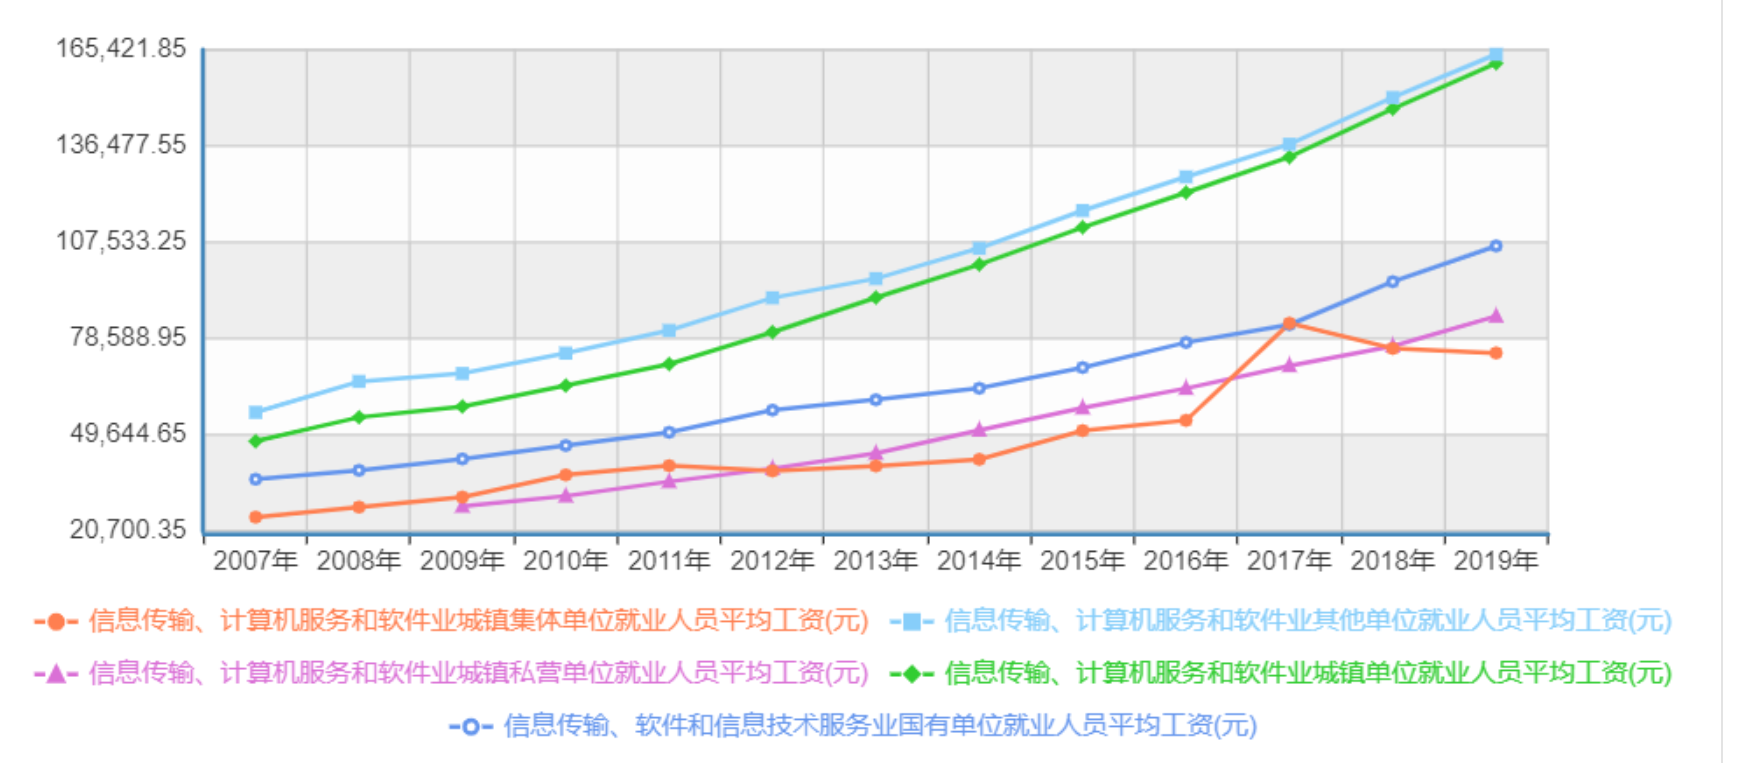 165,421.85
136,477.55
107,533.25
78,588.95
49,644.65
20,700.35
2007年 2008年 2009年 2010年 2011年 2012年 2013年 2014年 2015年 2016年 2017年 2018年 2019年
信息传输、计算机服务和软件业城镇集体单位就业人员平均工资(元) 信息传输、计算机服务和软件业其他单位就业人员平均工资(元)
信息传输、计算机服务和软件业城镇私营单位就业人员平均工资(元) 信息传输、计算机服务和软件业城镇单位就业人员平均工资(元)
信息传输、软件和信息技术服务业国有单位就业人员平均工资(元)